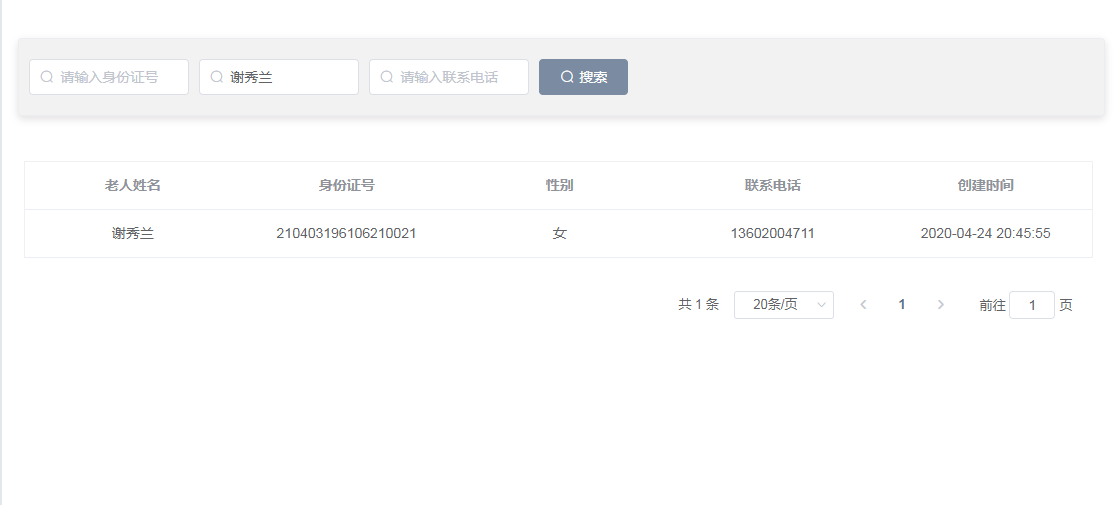 请输入身份证号 谢秀兰 请输入联系电话 搜索
老人姓名 身份证号 性别 联系电话 创建时间
谢秀兰 210403196106210021 女 13602004711 2020-04-24 20:45:55
共 1 条 20条/页 1 前往 1 页